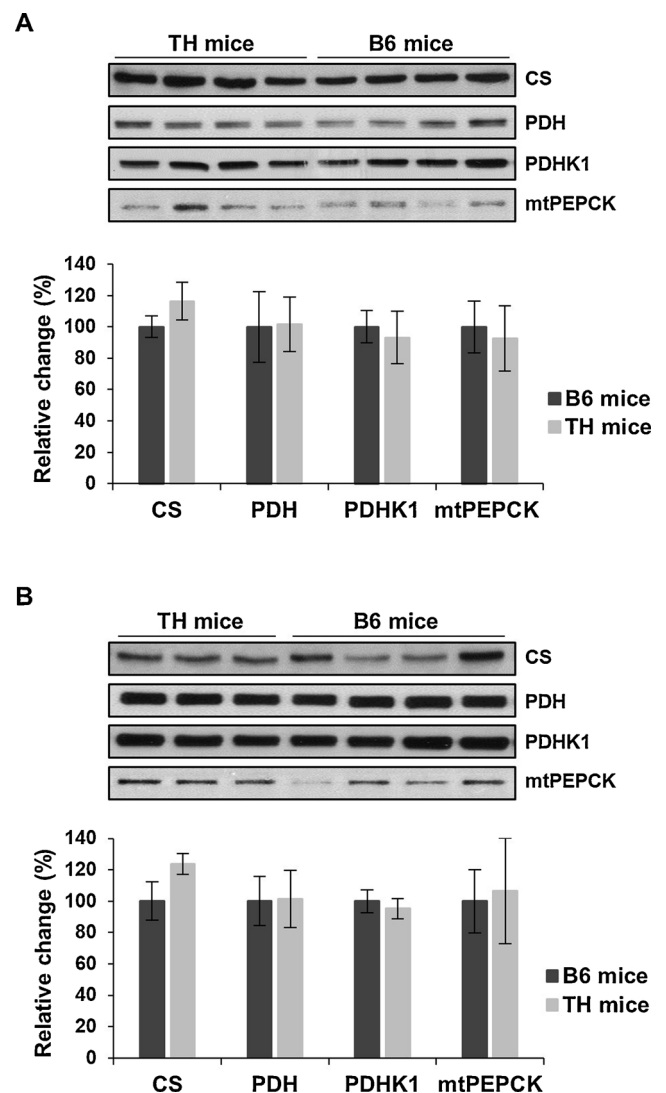 A
TH mice B6 mice
CS
PDH
PDHK1
mtPEPCK
Relative change (%)
140
120
100
80
60
40
20
0
CS PDH PDHK1 mtPEPCK
B6 mice
TH mice
B
TH mice B6 mice
CS
PDH
PDHK1
mtPEPCK
Relative change (%)
140
120
100
80
60
40
20
0
CS PDH PDHK1 mtPEPCK
B6 mice
TH mice